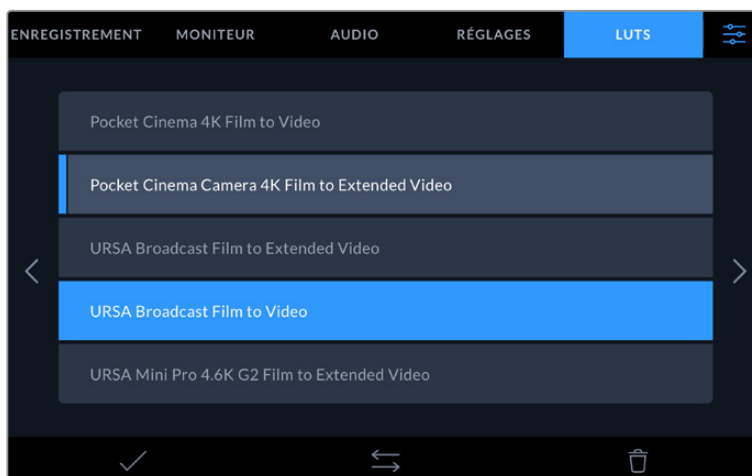 ENREGISTREMENT MONITEUR AUDIO RÉGLAGES LUTS
Pocket Cinema 4K Film to Video
Pocket Cinema Camera 4K Film to Extended Video
URSA Broadcast Film to Extended Video
URSA Broadcast Film to Video
URSA Mini Pro 4.6K G2 Film to Extended Video